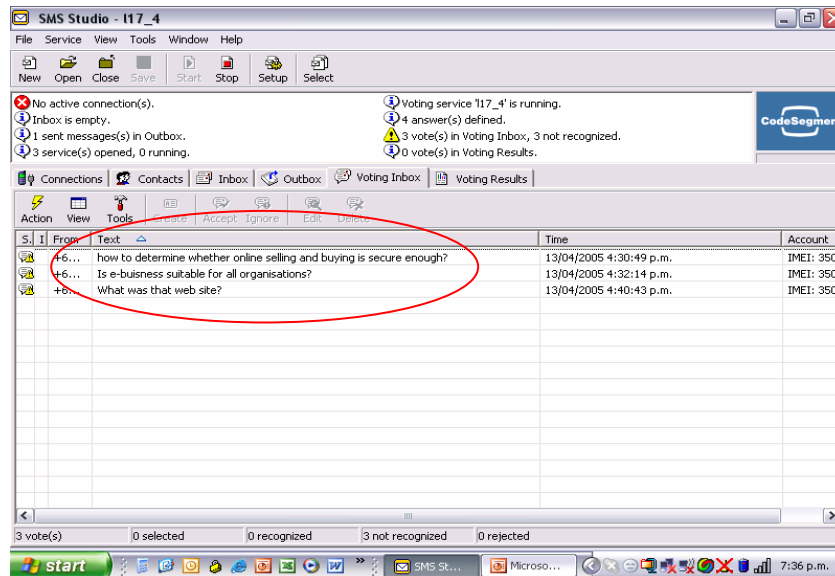 SMS Studio - l17_4
File Service View Tools Window Help
New Open Close Save Start Stop Setup Select
No active connection(s).
Inbox is empty.
1 sent messages(s) in Outbox.
3 service(s) opened, 0 running.
Voting service 'l17_4' is running.
4 answer(s) defined.
3 vote(s) in Voting Inbox, 3 not recognized.
0 vote(s) in Voting Results.
CodeSegmen
Connections Contacts Inbox Outbox Voting Inbox Voting Results
Action View Tools Create Accept Ignore Edit Delete
S. I From Text Time Account
+6... how to determine whether online selling and buying is secure enough? 13/04/2005 4:30:49 p.m. IMEI: 350
+6... Is e-buisness suitable for all organisations? 13/04/2005 4:32:14 p.m. IMEI: 350
+6... What was that web site? 13/04/2005 4:40:43 p.m. IMEI: 350
3 vote(s) 0 selected 0 recognized 3 not recognized 0 rejected
start SMS St... Microso... 7:36 p.m.